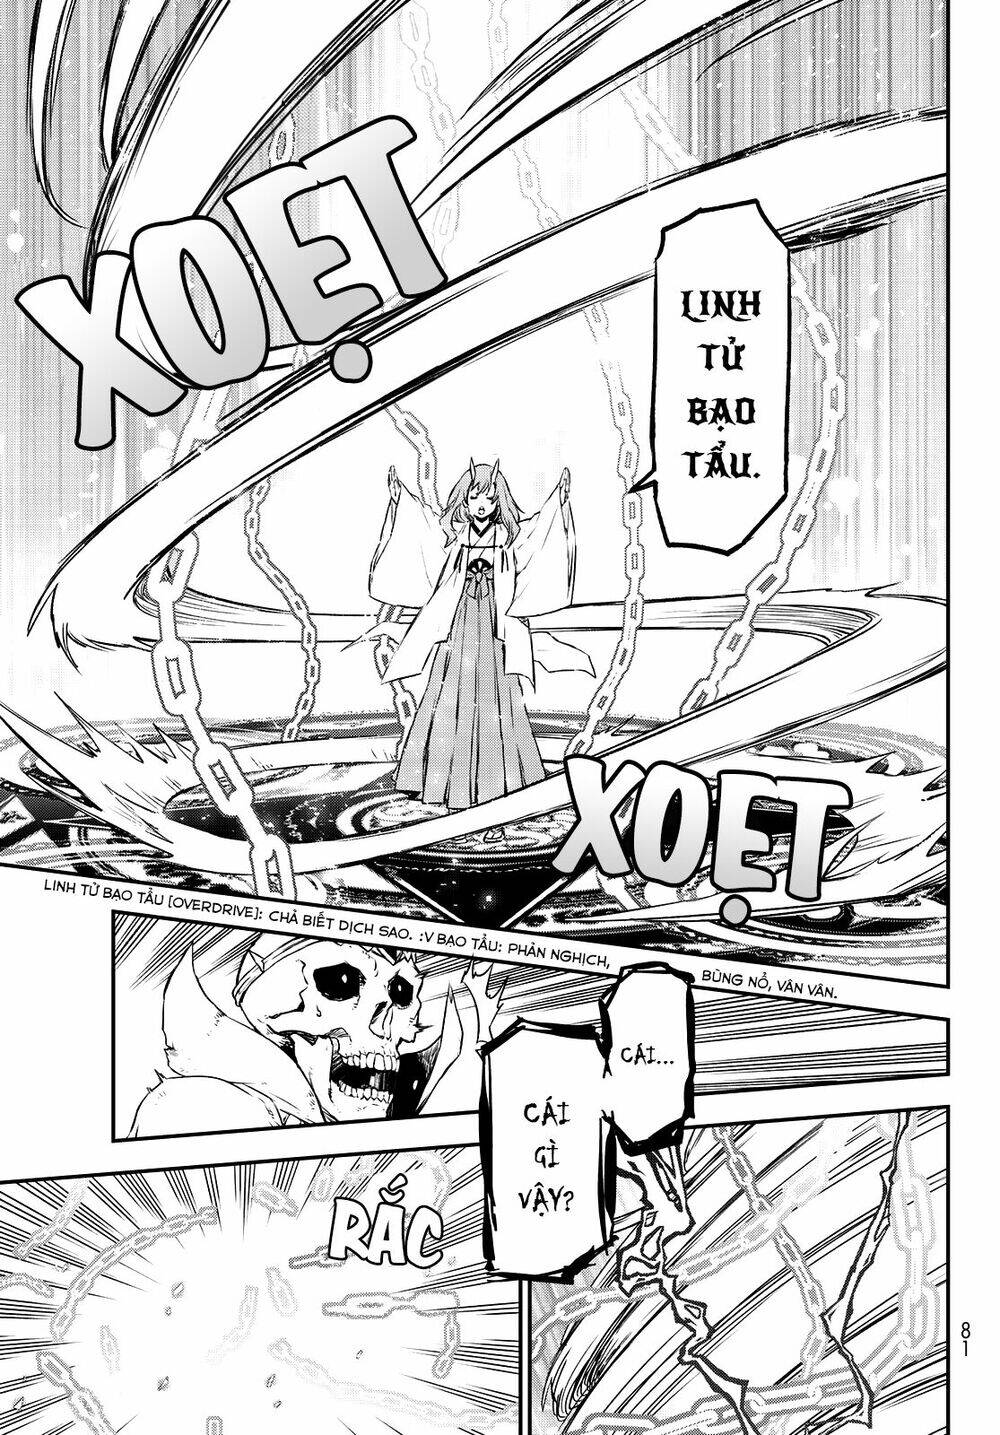 XOẸT
LINH
TỬ
BẠO
TẨU.
XOẸT
LINH TỬ BẠO TẨU [OVERDRIVE]: CHẢ BIẾT DỊCH SAO. :V BẠO TẨU: PHẢN NGHỊCH, BÙNG NỔ, VÂN VÂN.
CÁI...
CÁI
GÌ
VẬY?
RẮC
81